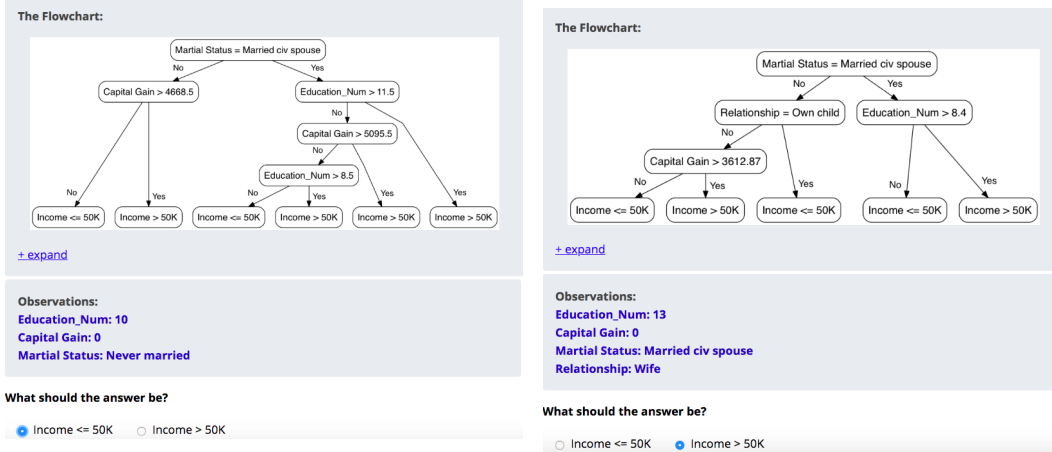 The Flowchart:
Martial Status = Married civ spouse
No
Yes
Capital Gain > 4668.5
Education_Num > 11.5
No
Capital Gain > 5095.5
No
Education_Num > 8.5
No
Yes
No
Yes
Yes
Yes
Income <= 50K
Income > 50K
Income <= 50K
Income > 50K
Income > 50K
Income > 50K
+ expand
Observations:
Education_Num: 10
Capital Gain: 0
Martial Status: Never married
What should the answer be?
Income <= 50K
Income > 50K
The Flowchart:
Martial Status = Married civ spouse
No
Yes
Relationship = Own child
Education_Num > 8.4
No
Capital Gain > 3612.87
No
Yes
Yes
No
Yes
Income <= 50K
Income > 50K
Income <= 50K
Income <= 50K
Income > 50K
+ expand
Observations:
Education_Num: 13
Capital Gain: 0
Martial Status: Married civ spouse
Relationship: Wife
What should the answer be?
Income <= 50K
Income > 50K